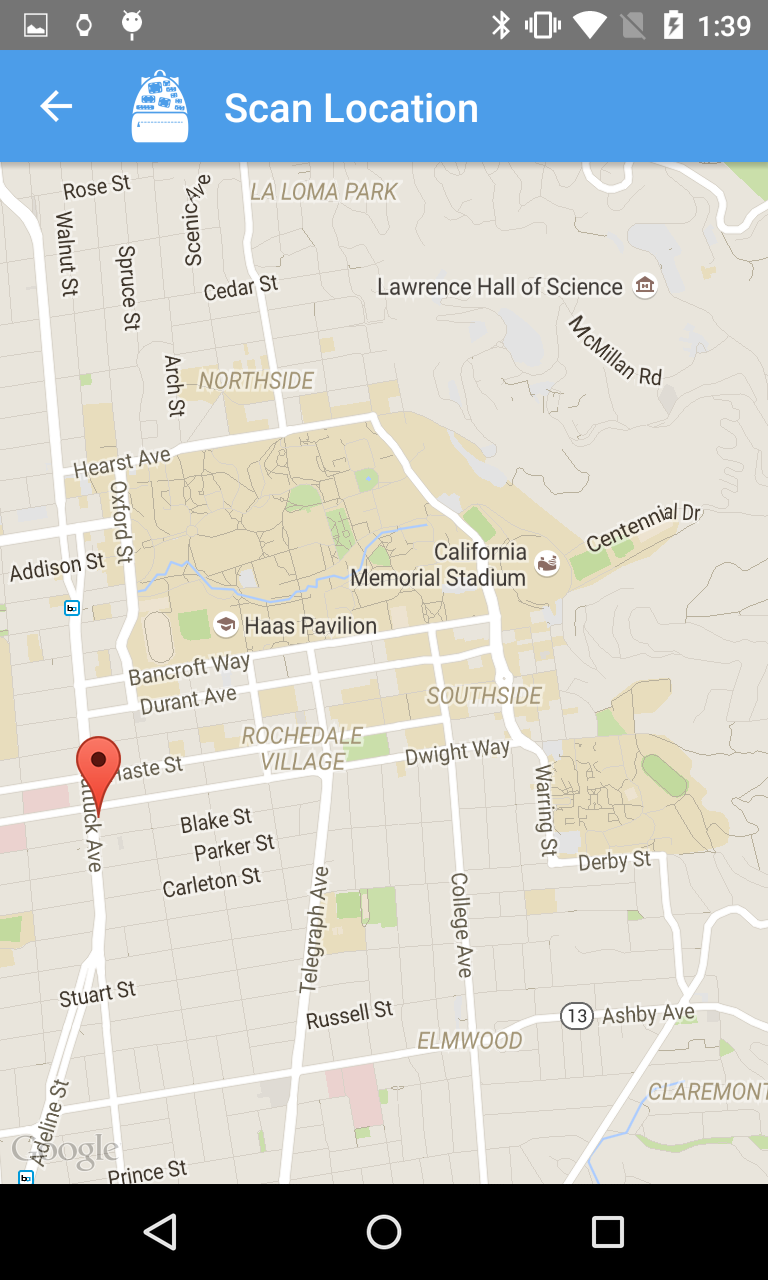 1:39
Scan Location
Rose St
Scenic Ave
LA LOMA PARK
Walnut St
Spruce St
Cedar St
Lawrence Hall of Science
McMillan Rd
Arch St
NORTHSIDE
Hearst Ave
Oxford St
Centennial Dr
Addison St
California
Memorial Stadium
Haas Pavilion
Bancroft Way
Durant Ave
SOUTHSIDE
ROCHEDALE
VILLAGE
Haste St
Dwight Way
attuck Ave
Warring St
Blake St
Parker St
Carleton St
Derby St
Telegraph Ave
College Ave
Stuart St
Russell St
13
Ashby Ave
ELMWOOD
CLAREMONT
Adeline St
Google
Prince St